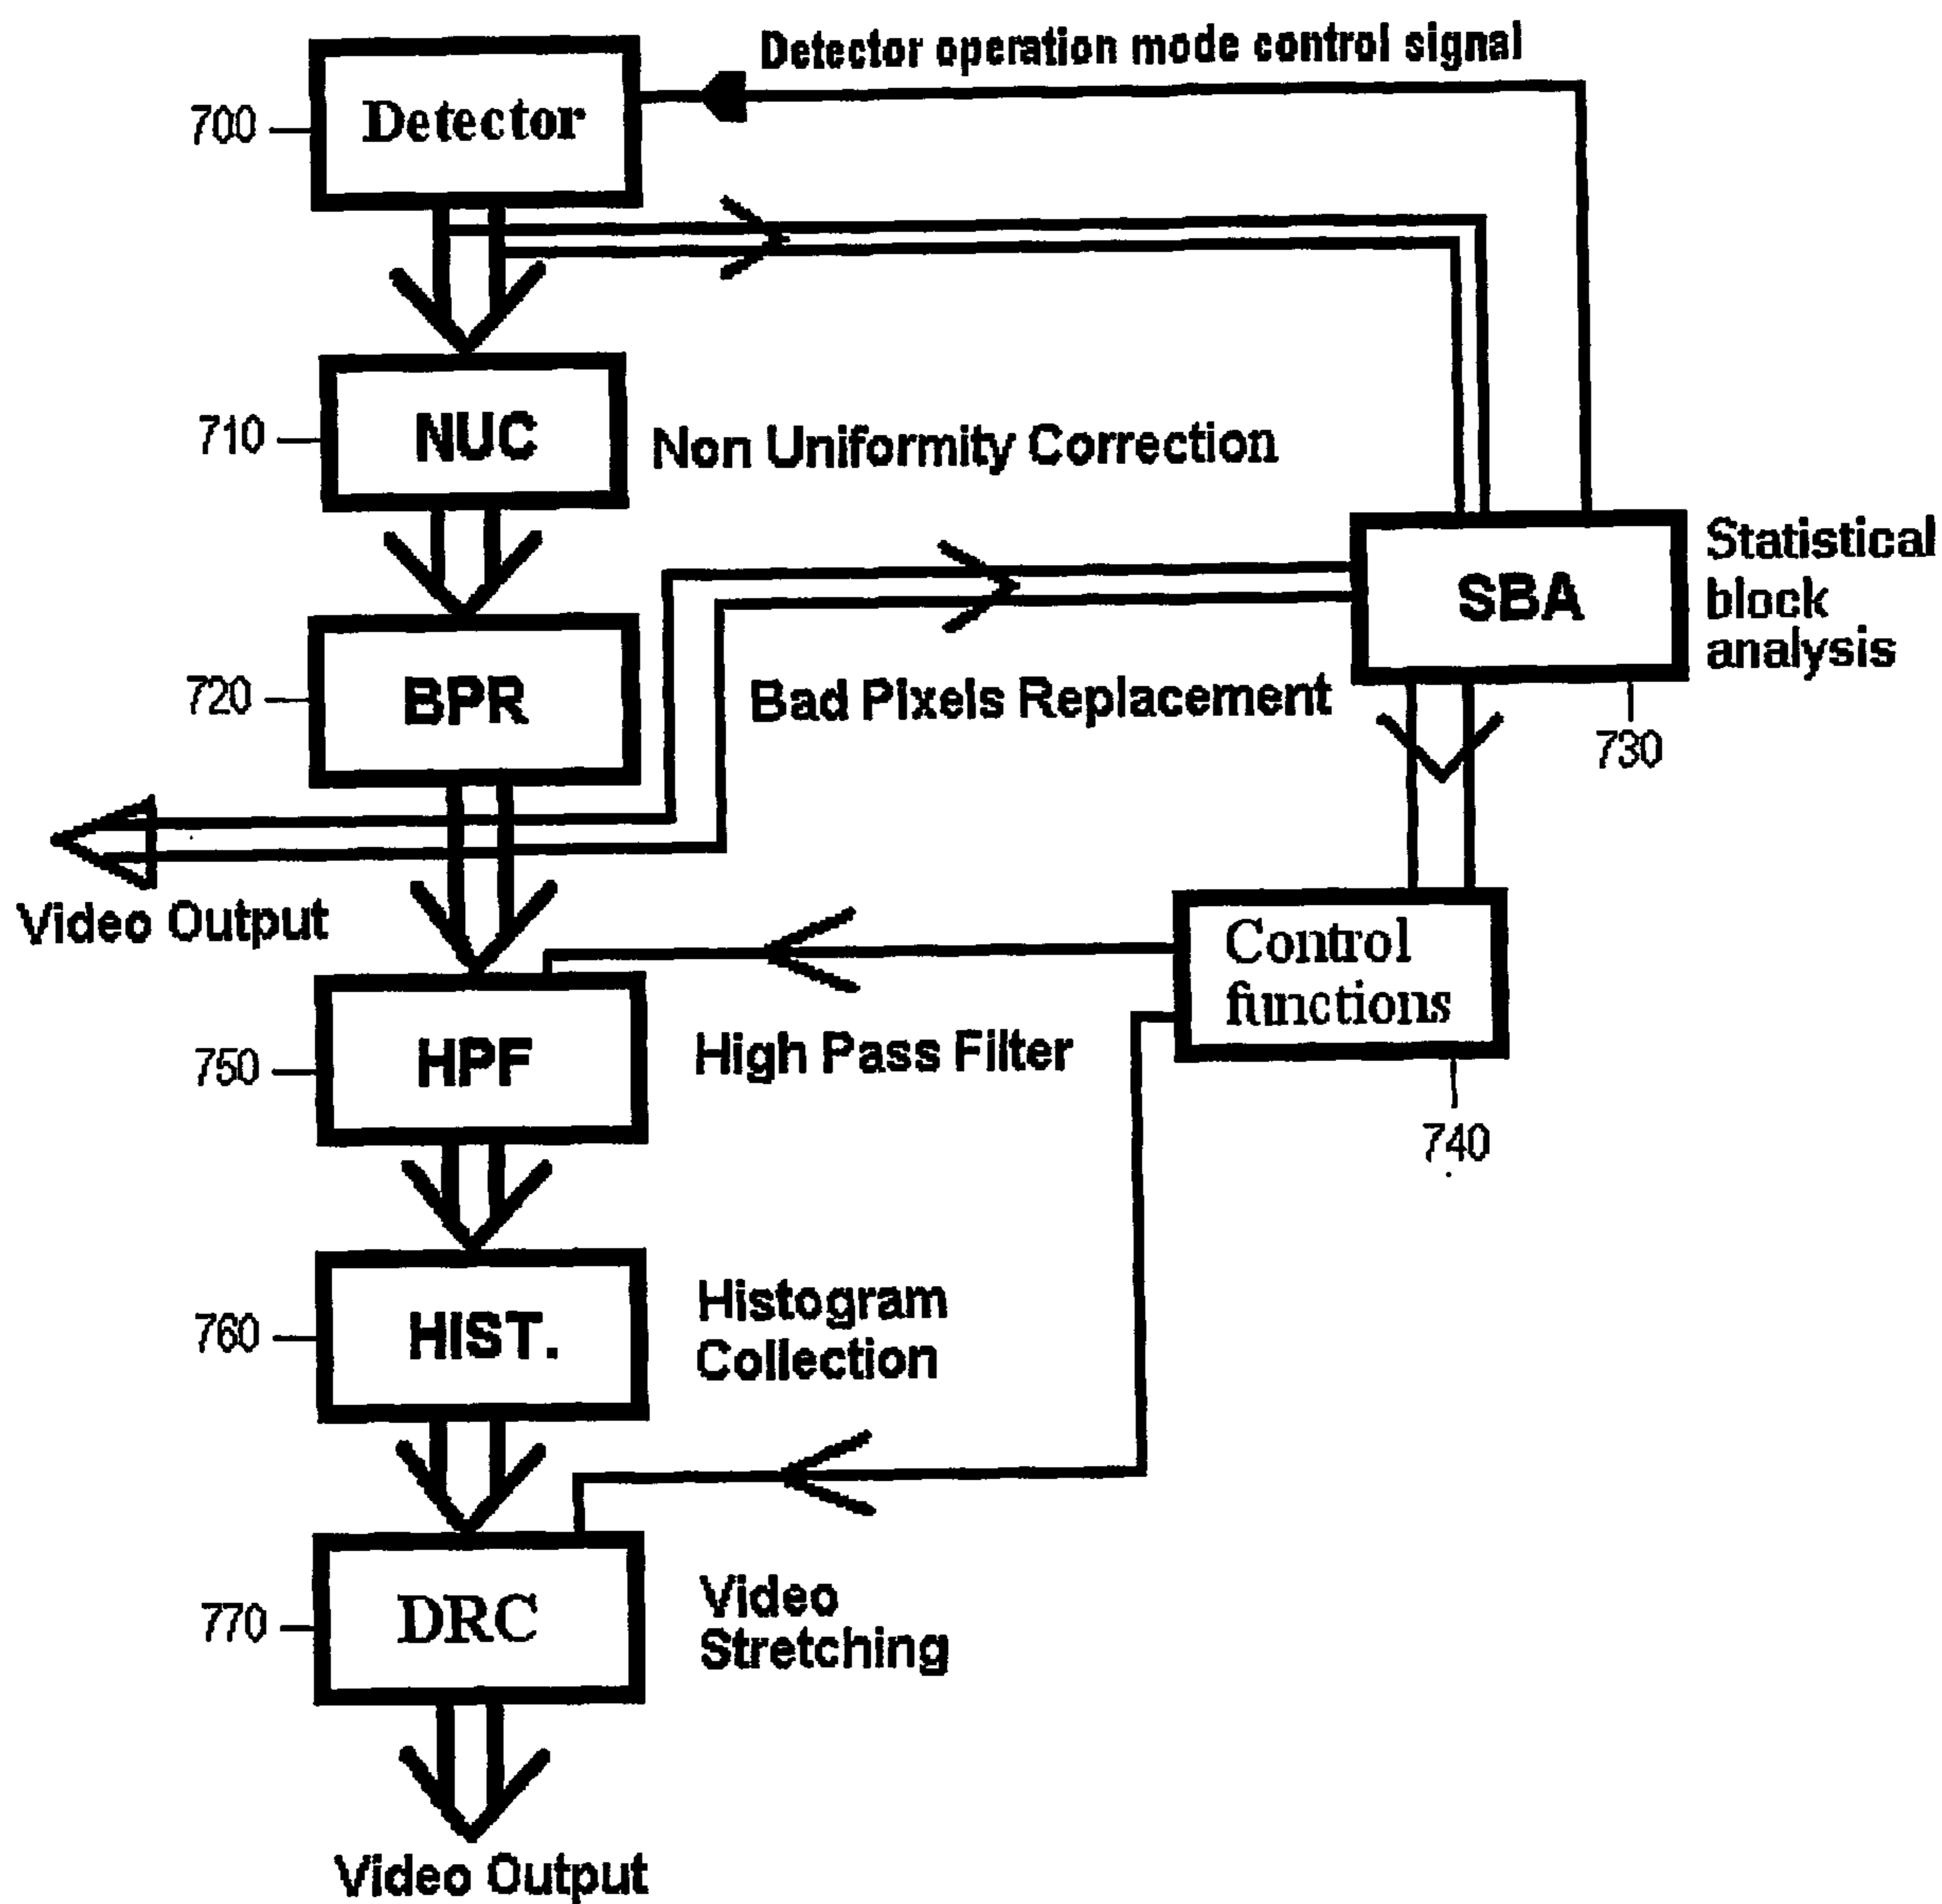 Detector operation mode control signal
700
Detector
710
NUC
Non Uniformity Correction
SBA
Statistical
block
analysis
730
720
BPR
Bad Pixels Replacement
Video Output
Control
functions
740
750
HPF
High Pass Filter
760
HIST.
Histogram
Collection
770
DRC
Video
Stretching
Video Output